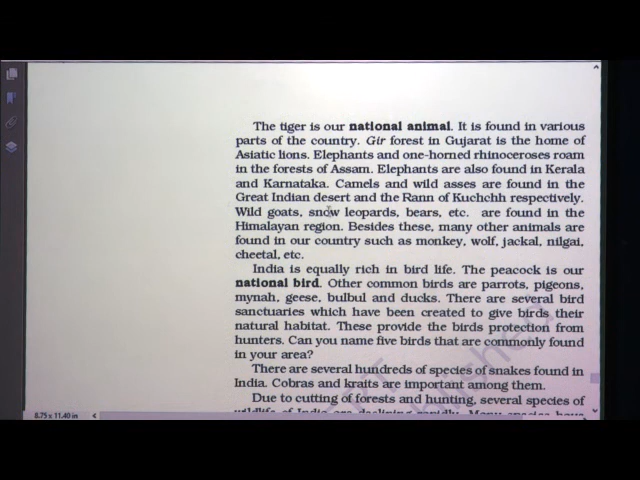 The tiger is our national animal. It is found in various
parts of the country. Gir forest in Gujarat is the home of
Asiatic lions. Elephants and one-horned rhinoceroses roam
in the forests of Assam. Elephants are also found in Kerala
and Karnataka. Camels and wild asses are found in the
Great Indian desert and the Rann of Kuchchh respectively.
Wild goats, snow leopards, bears, etc. are found in the
Himalayan region. Besides these, many other animals are
found in our country such as monkey, wolf, jackal, nilgai,
cheetal, etc.
India is equally rich in bird life. The peacock is our
national bird. Other common birds are parrots, pigeons,
mynah, geese, bulbul and ducks. There are several bird
sanctuaries which have been created to give birds their
natural habitat. These provide the birds protection from
hunters. Can you name five birds that are commonly found
in your area?
There are several hundreds of species of snakes found in
India. Cobras and kraits are important among them.
Due to cutting of forests and hunting, several species of
wildlife of India are declining rapidly. Many species have
8.75 x 11.40 in